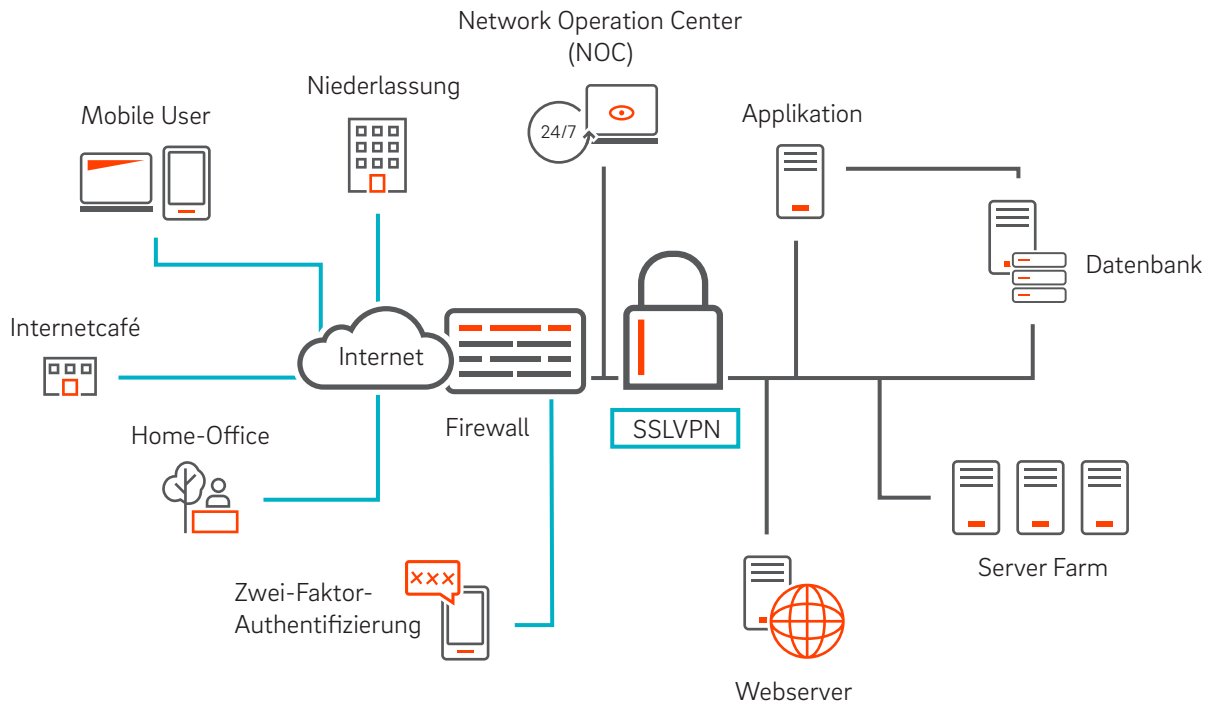 Network Operation Center
(NOC)
Niederlassung
Mobile User
24/7
Applikation
Datenbank
Internetcafé
Internet
Home-Office
Firewall
SSLVPN
Zwei-Faktor-
Authentifizierung
xxx
Server Farm
Webserver